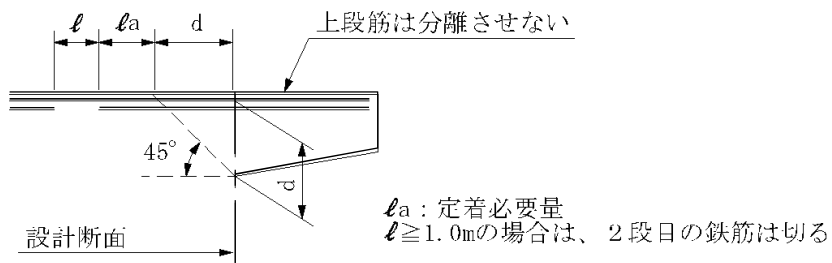 ℓ ℓa d 上段筋は分離させない
45°
d
ℓa：定着必要量
ℓ≧1.0mの場合は、２段目の鉄筋は切る
設計断面